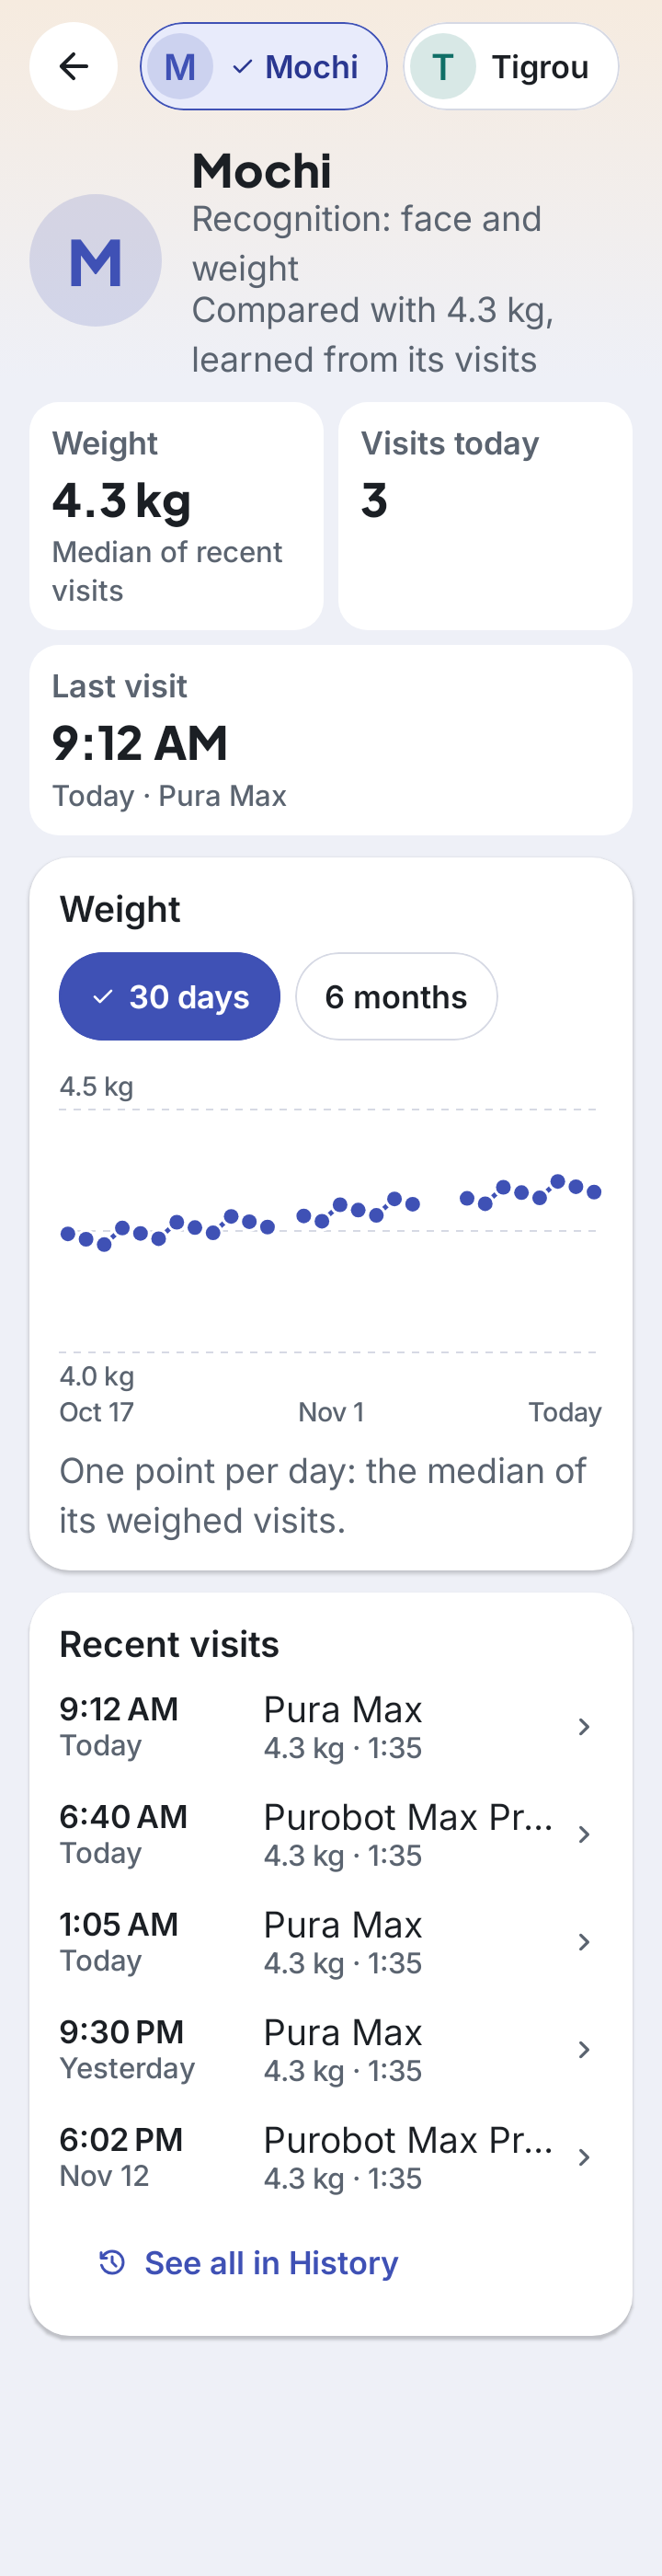 M
Mochi
T
Tigrou
Mochi
M
Recognition: face and
weight
Compared with 4.3 kg,
learned from its visits
Weight
4.3 kg
Median of recent
visits
Visits today
3
Last visit
9:12 AM
Today · Pura Max
Weight
30 days
6 months
4.5 kg
4.0 kg
Oct 17
Nov 1
Today
One point per day: the median of
its weighed visits.
Recent visits
9:12 AM
Pura Max
Today
4.3 kg · 1:35
6:40 AM
Purobot Max Pr...
Today
4.3 kg · 1:35
1:05 AM
Pura Max
Today
4.3 kg · 1:35
9:30 PM
Pura Max
Yesterday
4.3 kg · 1:35
6:02 PM
Purobot Max Pr...
Nov 12
4.3 kg · 1:35
See all in History